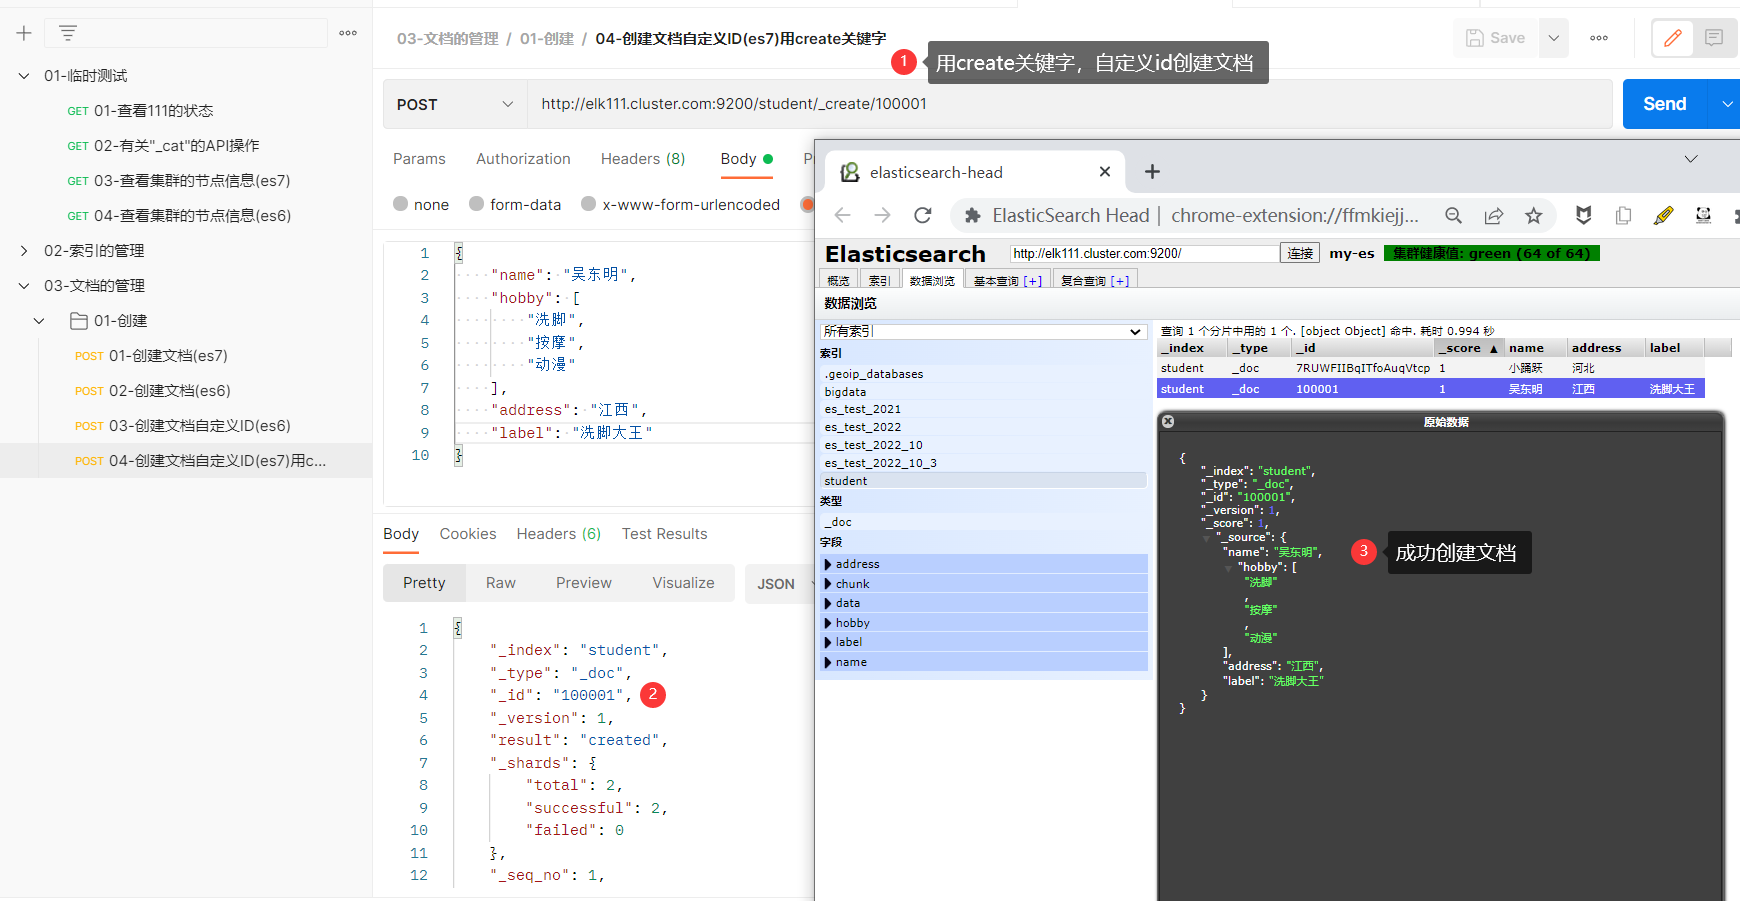 03-文档的管理 / 01-创建 / 04-创建文档自定义ID(es7)用create关键字
Save
1 用create关键字，自定义id创建文档
01-临时测试
GET 01-查看111的状态
GET 02-有关"_cat"的API操作
GET 03-查看集群的节点信息(es7)
GET 04-查看集群的节点信息(es6)
02-索引的管理
03-文档的管理
01-创建
POST 01-创建文档(es7)
POST 02-创建文档(es6)
POST 03-创建文档自定义ID(es6)
POST 04-创建文档自定义ID(es7)用c...
POST http://elk111.cluster.com:9200/student/_create/100001
Send
Params Authorization Headers (8) Body
none form-data x-www-form-urlencoded
1 {
2 "name": "吴东明",
3 "hobby": [
4 "洗脚",
5 "按摩",
6 "动漫"
7 ],
8 "address": "江西",
9 "label": "洗脚大王"
10 }
Body Cookies Headers (6) Test Results
Pretty Raw Preview Visualize JSON
1 {
2 "_index": "student",
3 "_type": "_doc",
4 "_id": "100001", 2
5 "_version": 1,
6 "result": "created",
7 "_shards": {
8 "total": 2,
9 "successful": 2,
10 "failed": 0
11 },
12 "_seq_no": 1,
elasticsearch-head
ElasticSearch Head | chrome-extension://ffmkiejj...
Elasticsearch http://elk111.cluster.com:9200/ 连接 my-es 集群健康值: green (64 of 64)
概览 索引 数据浏览 基本查询 [+] 复合查询 [+]
数据浏览
所有索引
索引
.geoip_databases
bigdata
es_test_2021
es_test_2022
es_test_2022_10
es_test_2022_10_3
student
类型
_doc
字段
address
chunk
data
hobby
label
name
查询 1 个分片中用的 1 个. [object Object] 命中. 耗时 0.994 秒
_index _type _id _score ▲ name address label
student _doc 7RUWFIIBqITfoAuqVtcp 1 小踊跃 河北
student _doc 100001 1 吴东明 江西 洗脚大王
原始数据
{
"_index": "student",
"_type": "_doc",
"_id": "100001",
"_version": 1,
"_score": 1,
"_source": {
"name": "吴东明",
"hobby": [
"洗脚"
,
"按摩"
,
"动漫"
],
"address": "江西",
"label": "洗脚大王"
}
}
3 成功创建文档